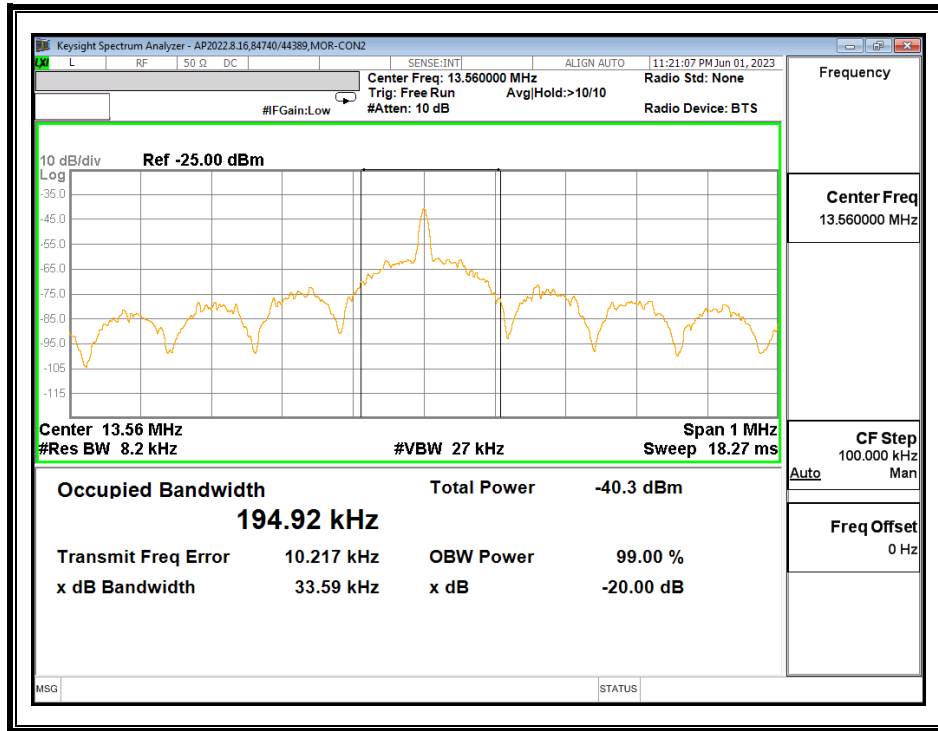 Keysight Spectrum Analyzer - AP2022.8.16,84740/44389,MOR-CON2
LXI L RF 50 Ω DC SENSE:INT ALIGN AUTO 11:21:07 PM Jun 01, 2023
Center Freq: 13.560000 MHz Radio Std: None
Trig: Free Run Avg|Hold:>10/10
#IFGain:Low #Atten: 10 dB Radio Device: BTS
10 dB/div Ref -25.00 dBm
Log
-35.0
-45.0
-55.0
-65.0
-75.0
-85.0
-95.0
-105
-115
Center 13.56 MHz Span 1 MHz
#Res BW 8.2 kHz #VBW 27 kHz Sweep 18.27 ms
Occupied Bandwidth Total Power -40.3 dBm
194.92 kHz
Transmit Freq Error 10.217 kHz OBW Power 99.00 %
x dB Bandwidth 33.59 kHz x dB -20.00 dB
MSG STATUS
Frequency
Center Freq
13.560000 MHz
CF Step
100.000 kHz
Auto Man
Freq Offset
0 Hz